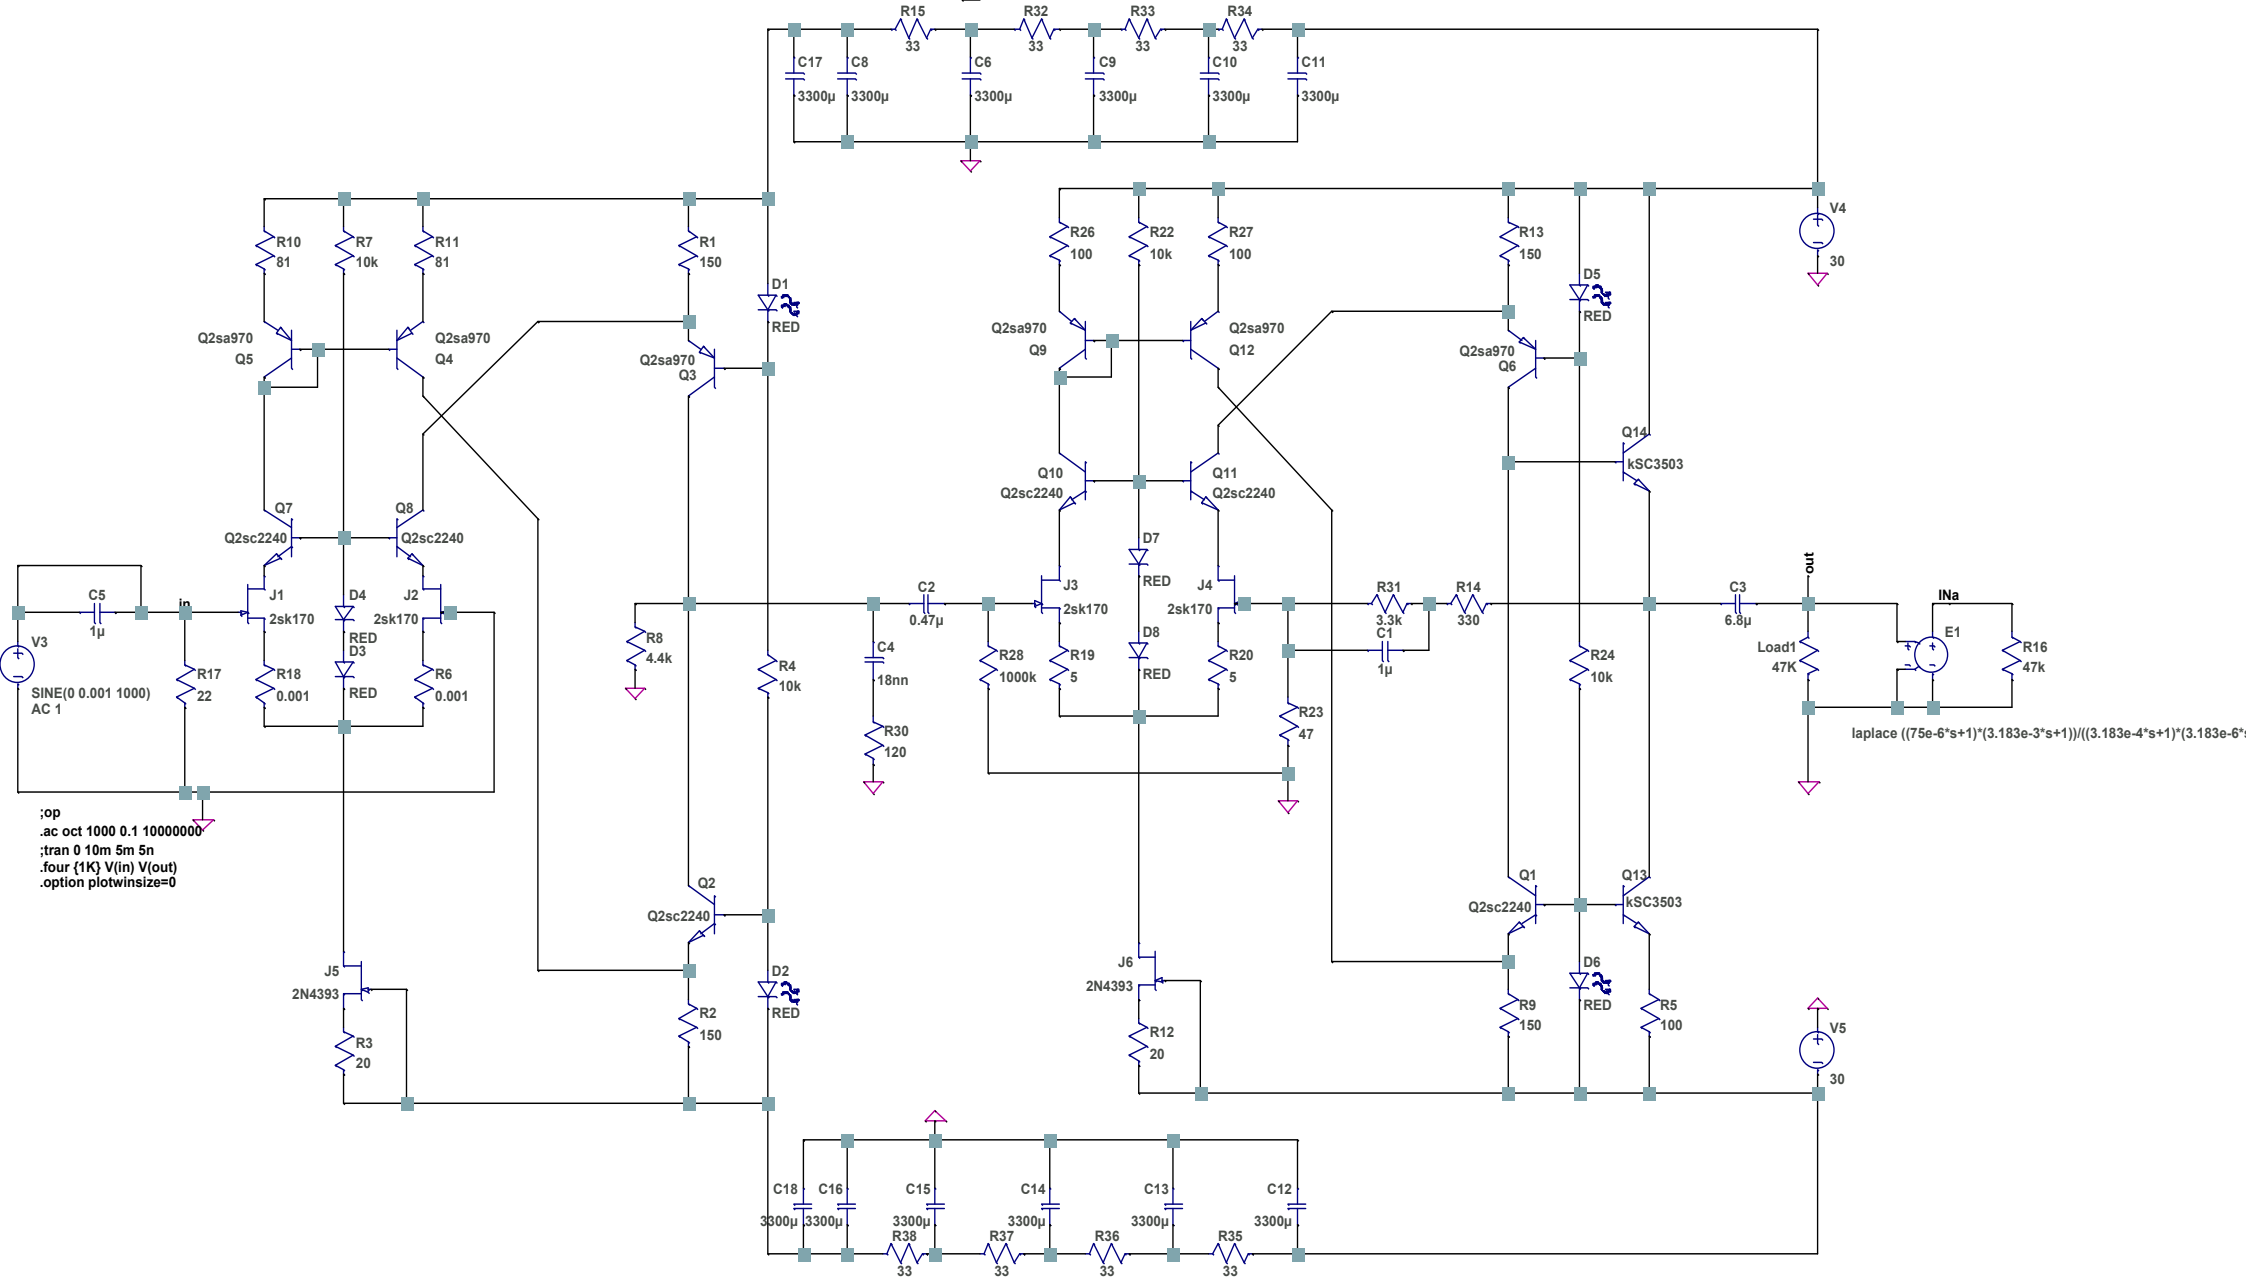 R15
33
R32
33
R33
33
R34
33
C17
3300µ
C8
3300µ
C6
3300µ
C9
3300µ
C10
3300µ
C11
3300µ
R10
81
R7
10k
R11
81
R1
150
D1
RED
Q2sa970
Q5
Q2sa970
Q4
Q2sa970
Q3
R26
100
R22
10k
R27
100
R13
150
D5
RED
V4
30
Q2sa970
Q9
Q2sa970
Q12
Q2sa970
Q6
Q14
kSC3503
Q10
Q2sc2240
Q11
Q2sc2240
Q7
Q2sc2240
Q8
Q2sc2240
C5
1µ
in
V3
SINE(0 0.001 1000)
AC 1
R17
22
J1
2sk170
R18
0.001
D4
RED
D3
RED
J2
2sk170
R6
0.001
R8
4.4k
C4
18nn
R30
120
R4
10k
C2
0.47µ
R28
1000k
J3
2sk170
R19
5
D7
RED
D8
RED
J4
2sk170
R20
5
R31
3.3k
C1
1µ
R14
330
R23
47
R24
10k
C3
6.8µ
out
Load1
47K
INa
E1
R16
47k
laplace ((75e-6*s+1)*(3.183e-3*s+1))/((3.183e-4*s+1)*(3.183e-6*s
;op
.ac oct 1000 0.1 10000000
;tran 0 10m 5m 5n
.four {1K} V(in) V(out)
.option plotwinsize=0
Q2
Q2sc2240
D2
RED
R2
150
J5
2N4393
R3
20
J6
2N4393
R12
20
Q1
Q2sc2240
Q13
kSC3503
D6
RED
R9
150
R5
100
V5
30
C18
3300µ
C16
3300µ
C15
3300µ
C14
3300µ
C13
3300µ
C12
3300µ
R38
33
R37
33
R36
33
R35
33